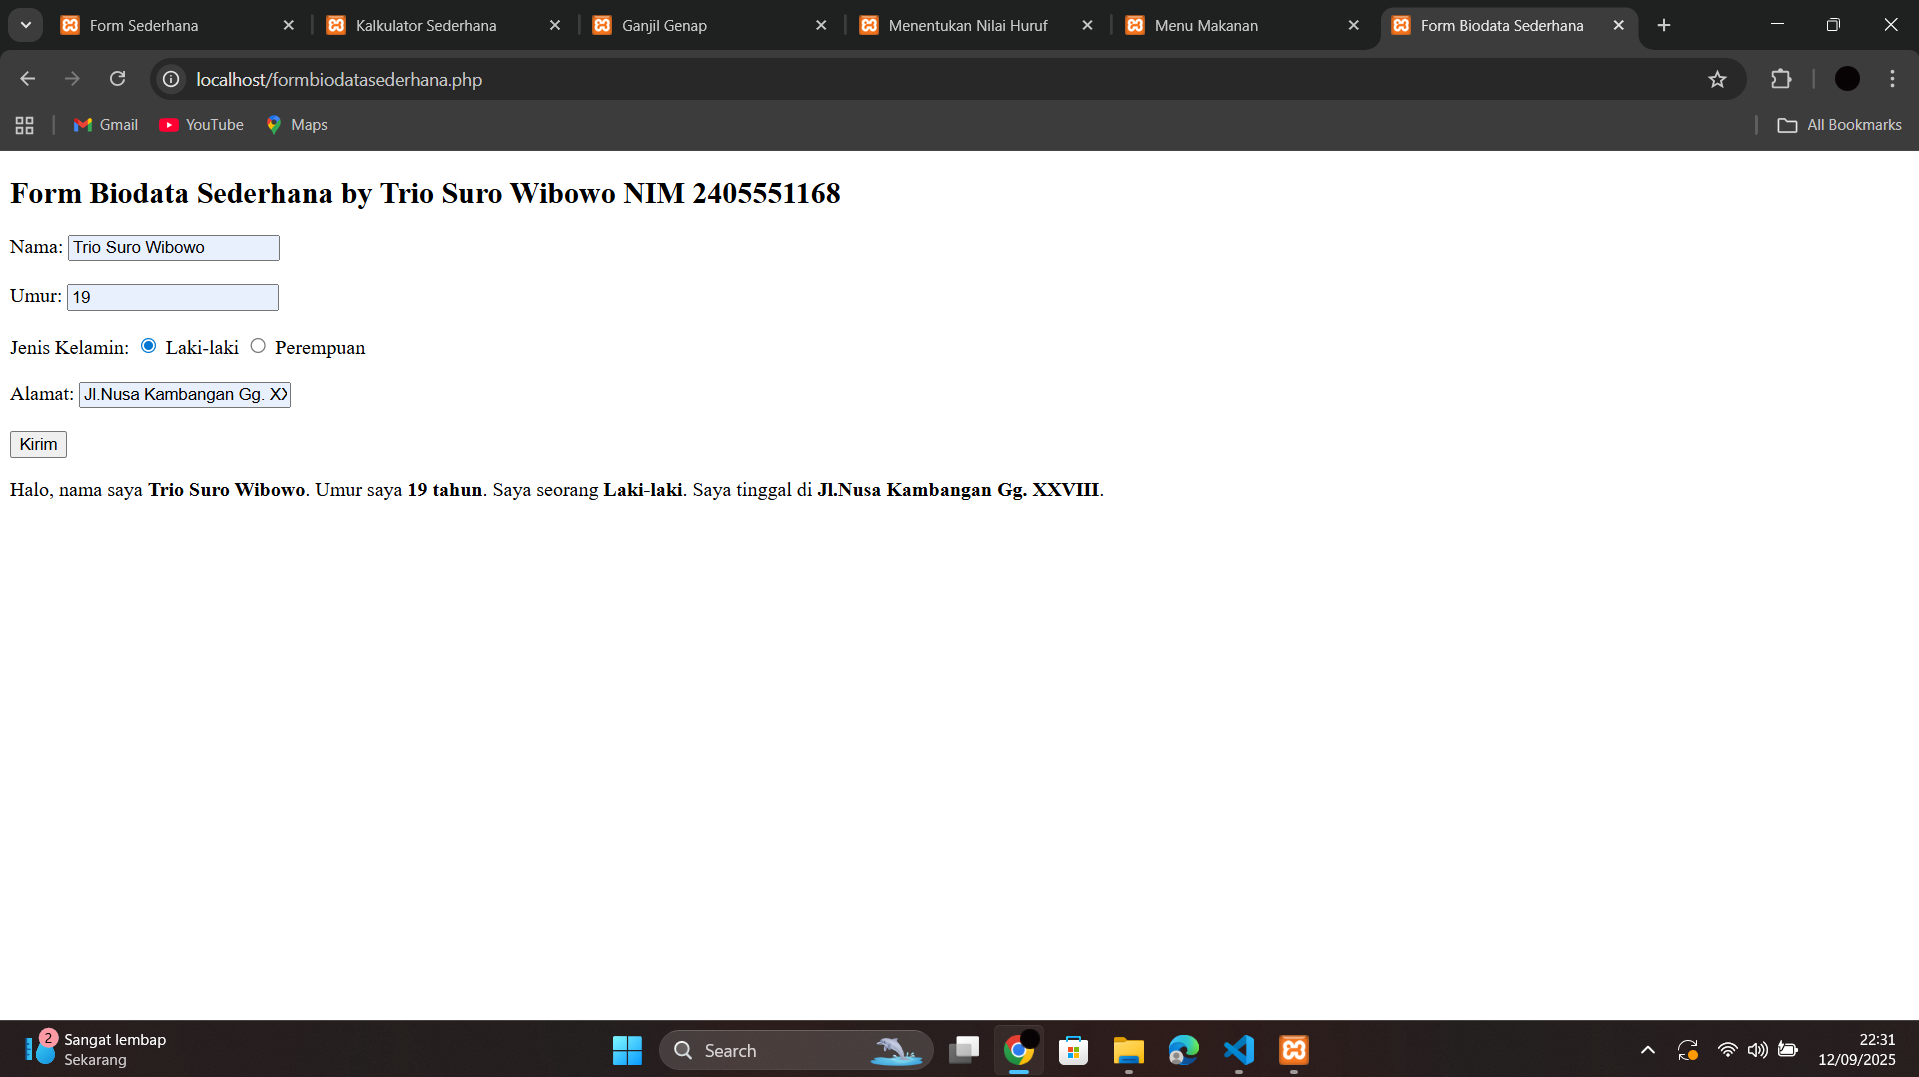 Form Sederhana
Kalkulator Sederhana
Ganjil Genap
Menentukan Nilai Huruf
Menu Makanan
Form Biodata Sederhana
localhost/formbiodatasederhana.php
Gmail
YouTube
Maps
All Bookmarks
Form Biodata Sederhana by Trio Suro Wibowo NIM 2405551168
Nama: Trio Suro Wibowo
Umur: 19
Jenis Kelamin: Laki-laki Perempuan
Alamat: Jl.Nusa Kambangan Gg. XX
Kirim
Halo, nama saya Trio Suro Wibowo. Umur saya 19 tahun. Saya seorang Laki-laki. Saya tinggal di Jl.Nusa Kambangan Gg. XXVIII.
2
Sangat lembap
Sekarang
Search
22:31
12/09/2025